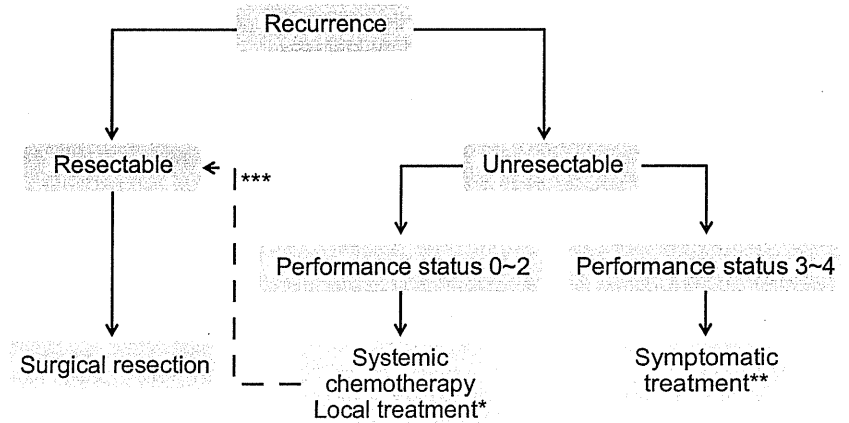 Recurrence
Resectable
***
Unresectable
Performance status 0~2
Performance status 3~4
Surgical resection
Systemic
chemotherapy
Local treatment*
Symptomatic
treatment**